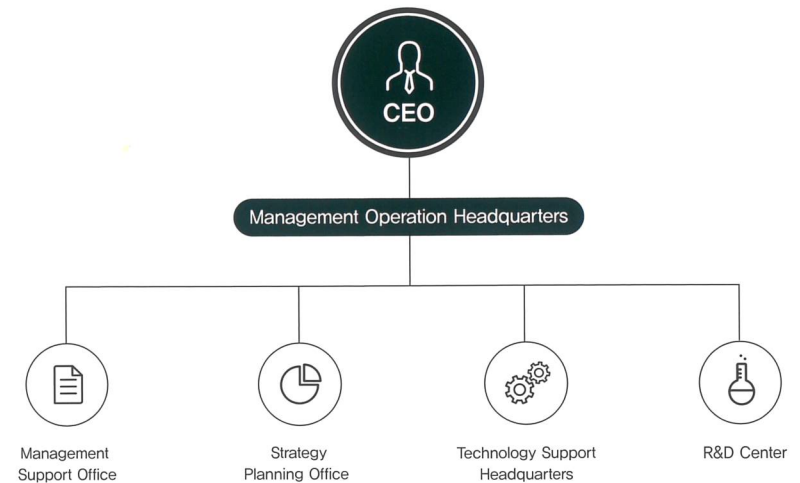 CEO
Management Operation Headquarters
Management
Support Office
Strategy
Planning Office
Technology Support
Headquarters
R&D Center